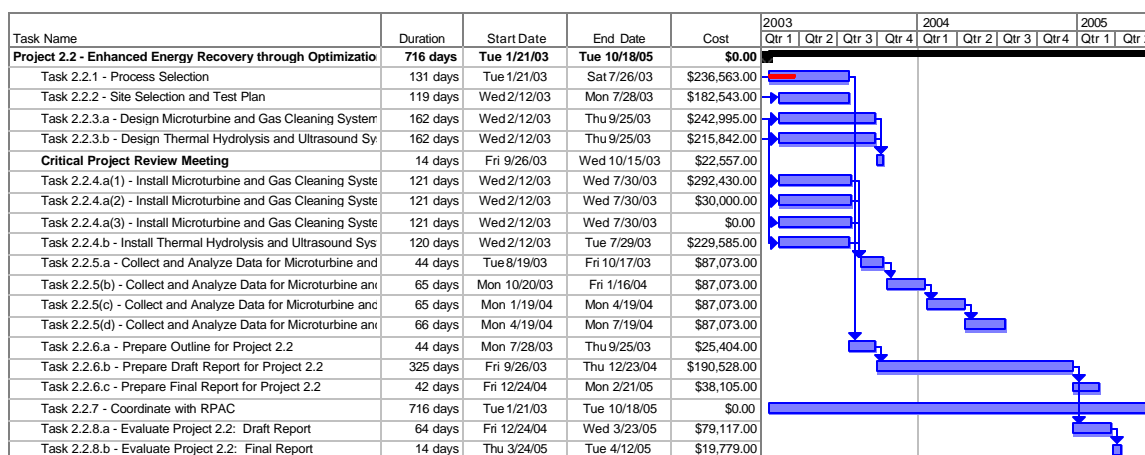 2003 2004 2005
Task Name Duration Start Date End Date Cost Qtr 1 Qtr 2 Qtr 3 Qtr 4 Qtr 1 Qtr 2 Qtr 3 Qtr 4 Qtr 1 Qtr
Project 2.2 - Enhanced Energy Recovery through Optimizatio 716 days Tue 1/21/03 Tue 10/18/05 $0.00
Task 2.2.1 - Process Selection 131 days Tue 1/21/03 Sat 7/26/03 $236,563.00
Task 2.2.2 - Site Selection and Test Plan 119 days Wed 2/12/03 Mon 7/28/03 $182,543.00
Task 2.2.3.a - Design Microturbine and Gas Cleaning System 162 days Wed 2/12/03 Thu 9/25/03 $242,995.00
Task 2.2.3.b - Design Thermal Hydrolysis and Ultrasound Sy 162 days Wed 2/12/03 Thu 9/25/03 $215,842.00
Critical Project Review Meeting 14 days Fri 9/26/03 Wed 10/15/03 $22,557.00
Task 2.2.4.a(1) - Install Microturbine and Gas Cleaning Syste 121 days Wed 2/12/03 Wed 7/30/03 $292,430.00
Task 2.2.4.a(2) - Install Microturbine and Gas Cleaning Syste 121 days Wed 2/12/03 Wed 7/30/03 $30,000.00
Task 2.2.4.a(3) - Install Microturbine and Gas Cleaning Syste 121 days Wed 2/12/03 Wed 7/30/03 $0.00
Task 2.2.4.b - Install Thermal Hydrolysis and Ultrasound Sys 120 days Wed 2/12/03 Tue 7/29/03 $229,585.00
Task 2.2.5.a - Collect and Analyze Data for Microturbine and 44 days Tue 8/19/03 Fri 10/17/03 $87,073.00
Task 2.2.5(b) - Collect and Analyze Data for Microturbine and 65 days Mon 10/20/03 Fri 1/16/04 $87,073.00
Task 2.2.5(c) - Collect and Analyze Data for Microturbine and 65 days Mon 1/19/04 Mon 4/19/04 $87,073.00
Task 2.2.5(d) - Collect and Analyze Data for Microturbine and 66 days Mon 4/19/04 Mon 7/19/04 $87,073.00
Task 2.2.6.a - Prepare Outline for Project 2.2 44 days Mon 7/28/03 Thu 9/25/03 $25,404.00
Task 2.2.6.b - Prepare Draft Report for Project 2.2 325 days Fri 9/26/03 Thu 12/23/04 $190,528.00
Task 2.2.6.c - Prepare Final Report for Project 2.2 42 days Fri 12/24/04 Mon 2/21/05 $38,105.00
Task 2.2.7 - Coordinate with RPAC 716 days Tue 1/21/03 Tue 10/18/05 $0.00
Task 2.2.8.a - Evaluate Project 2.2: Draft Report 64 days Fri 12/24/04 Wed 3/23/05 $79,117.00
Task 2.2.8.b - Evaluate Project 2.2: Final Report 14 days Thu 3/24/05 Tue 4/12/05 $19,779.00